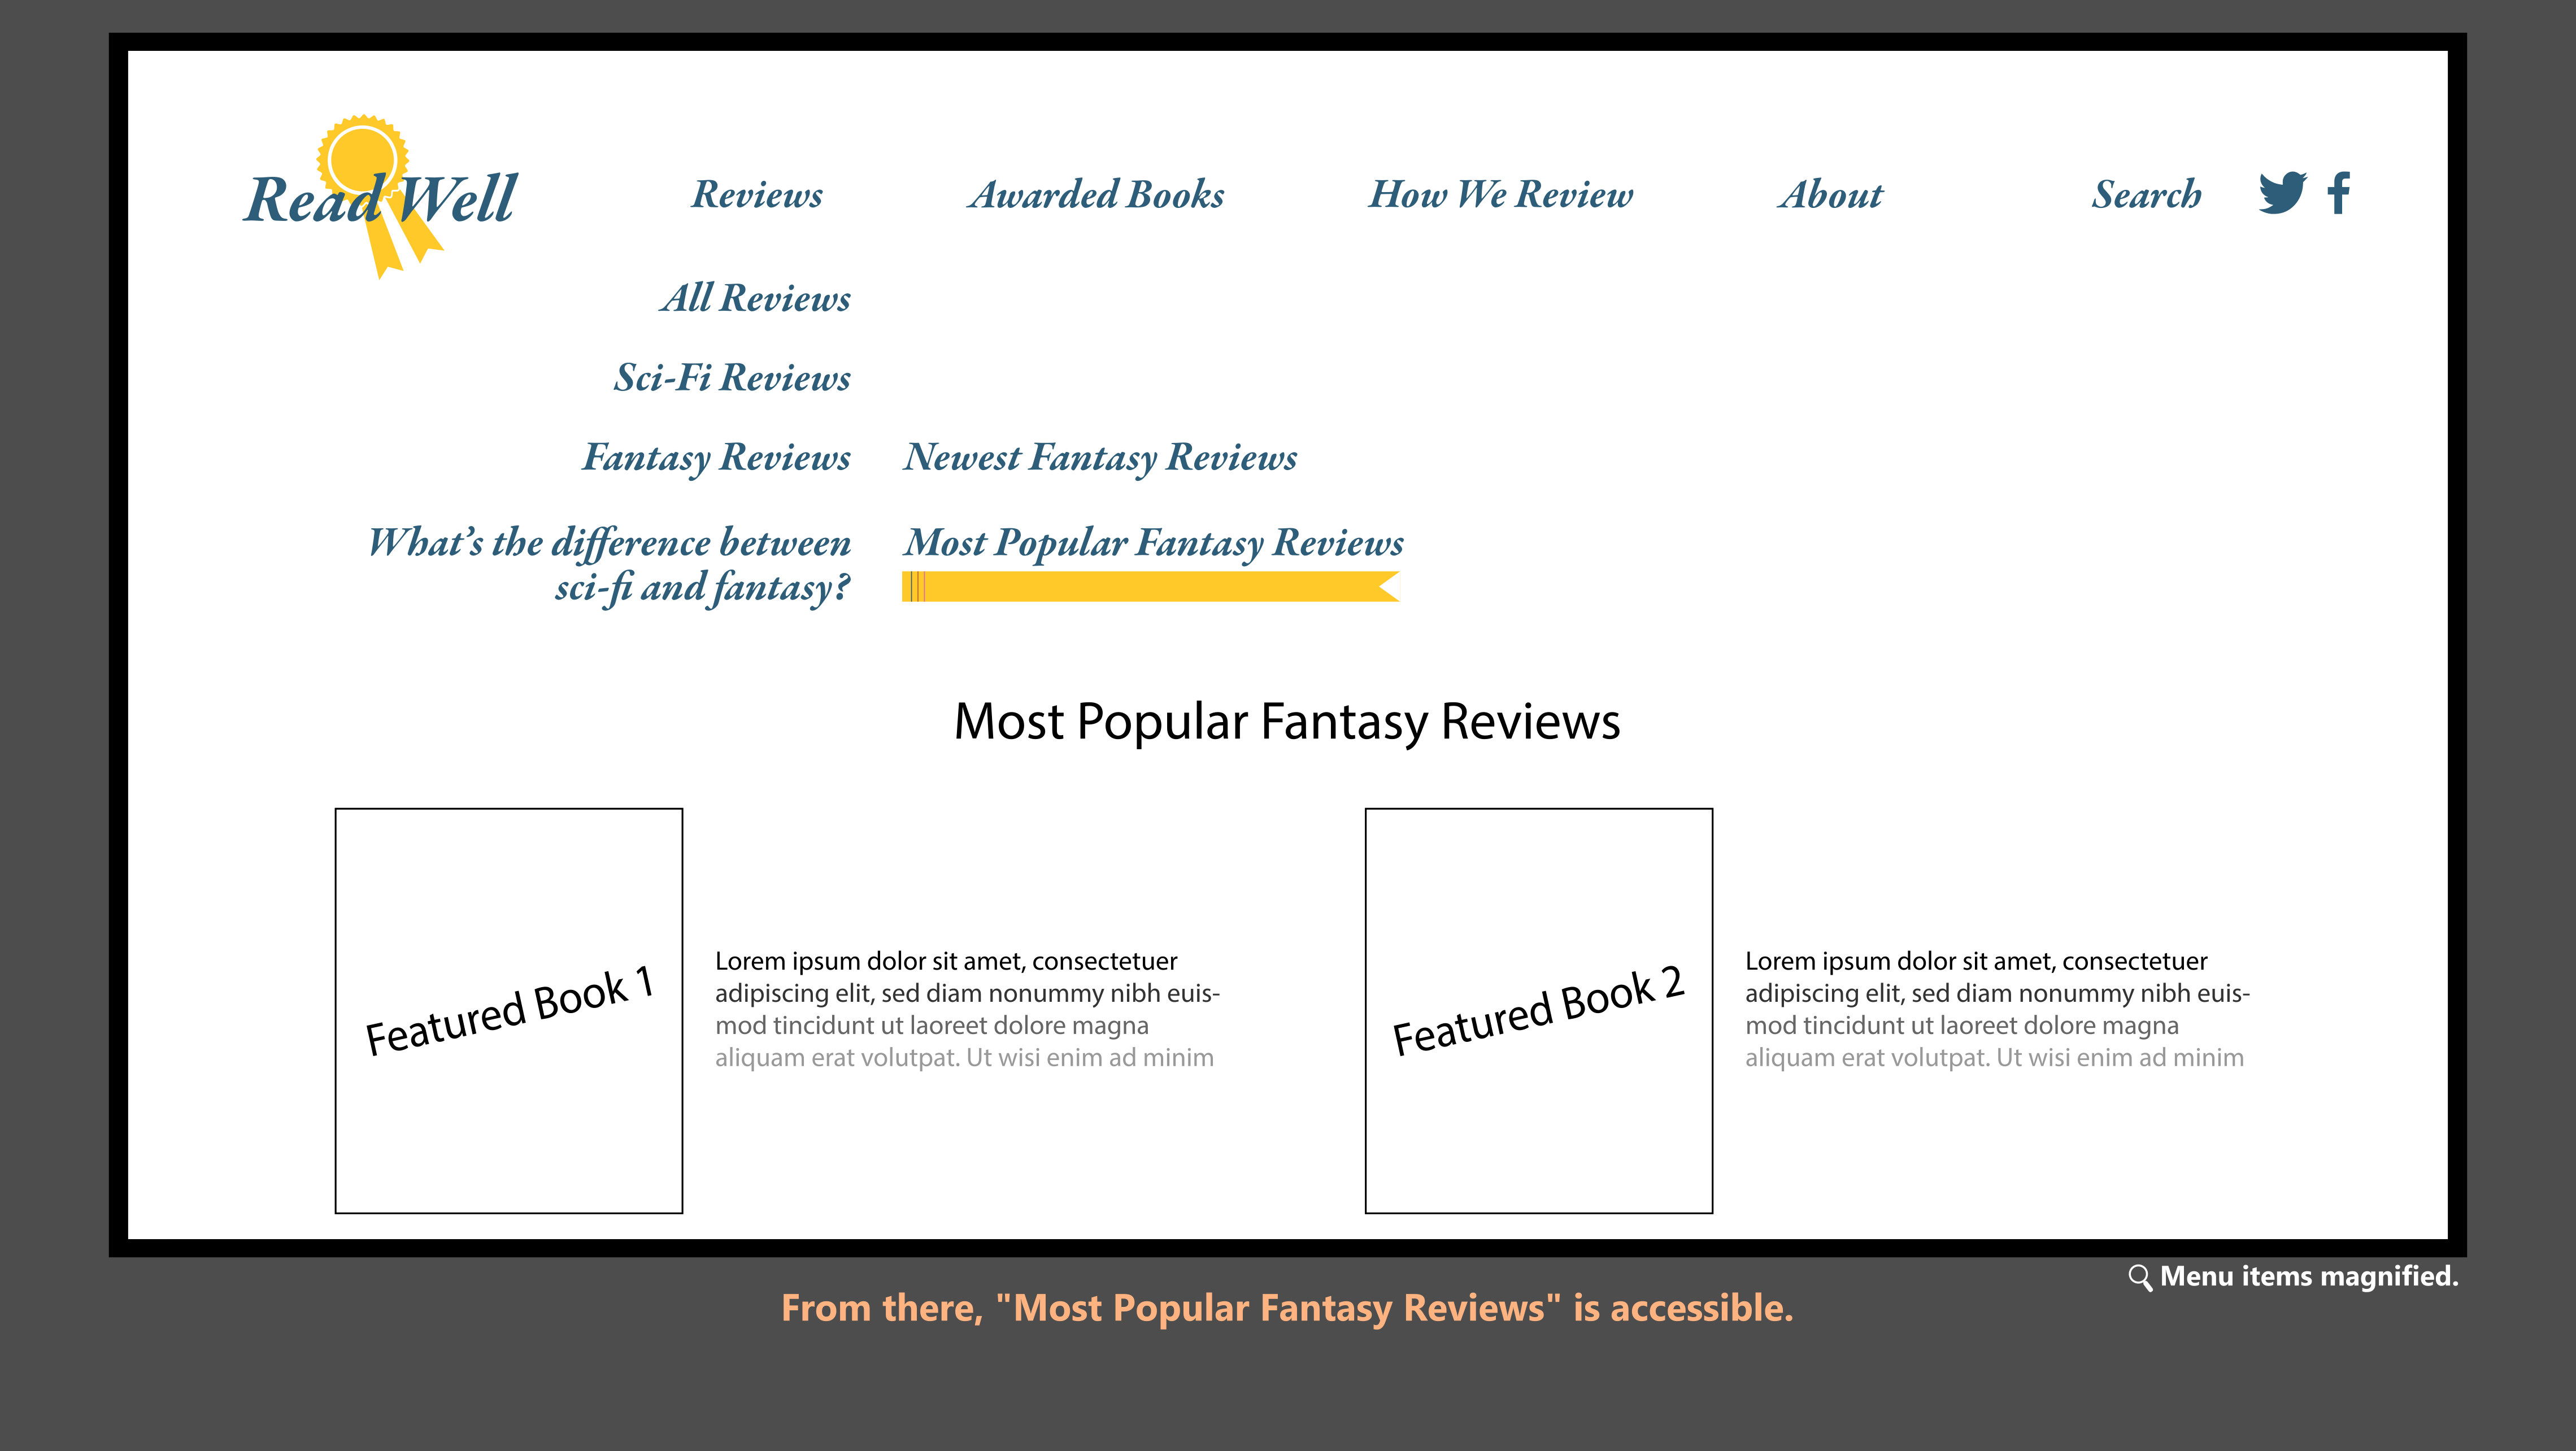 Read Well
Reviews
Awarded Books
How We Review
About
Search
All Reviews
Sci-Fi Reviews
Fantasy Reviews
Newest Fantasy Reviews
What’s the difference between
sci-fi and fantasy?
Most Popular Fantasy Reviews
Most Popular Fantasy Reviews
Featured Book 1
Lorem ipsum dolor sit amet, consectetuer
adipiscing elit, sed diam nonummy nibh euis-
mod tincidunt ut laoreet dolore magna
aliquam erat volutpat. Ut wisi enim ad minim
Featured Book 2
Lorem ipsum dolor sit amet, consectetuer
adipiscing elit, sed diam nonummy nibh euis-
mod tincidunt ut laoreet dolore magna
aliquam erat volutpat. Ut wisi enim ad minim
Menu items magnified.
From there, "Most Popular Fantasy Reviews" is accessible.